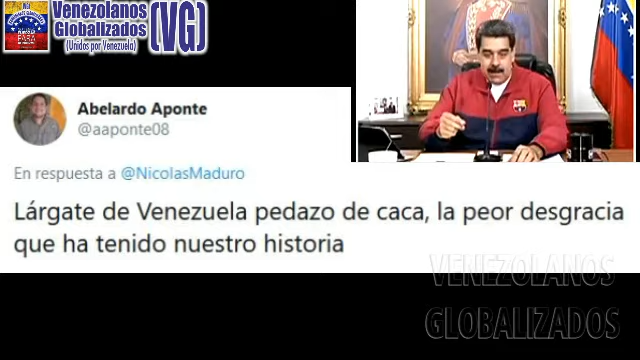 Venezolanos
Globalizados
(Unidos por Venezuela)
(VG)
Abelardo Aponte
@aaponte08
En respuesta a @NicolasMaduro
Lárgate de Venezuela pedazo de caca, la peor desgracia
que ha tenido nuestro historia
VENEZOLANOS
GLOBALIZADOS